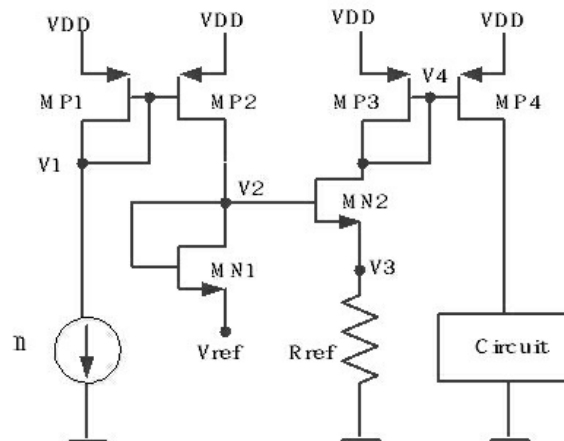 VDD VDD VDD VDD
MP1 MP2 MP3 V4 MP4
V1
V2
MN2
MN1
V3
n Vref Rref Circuit